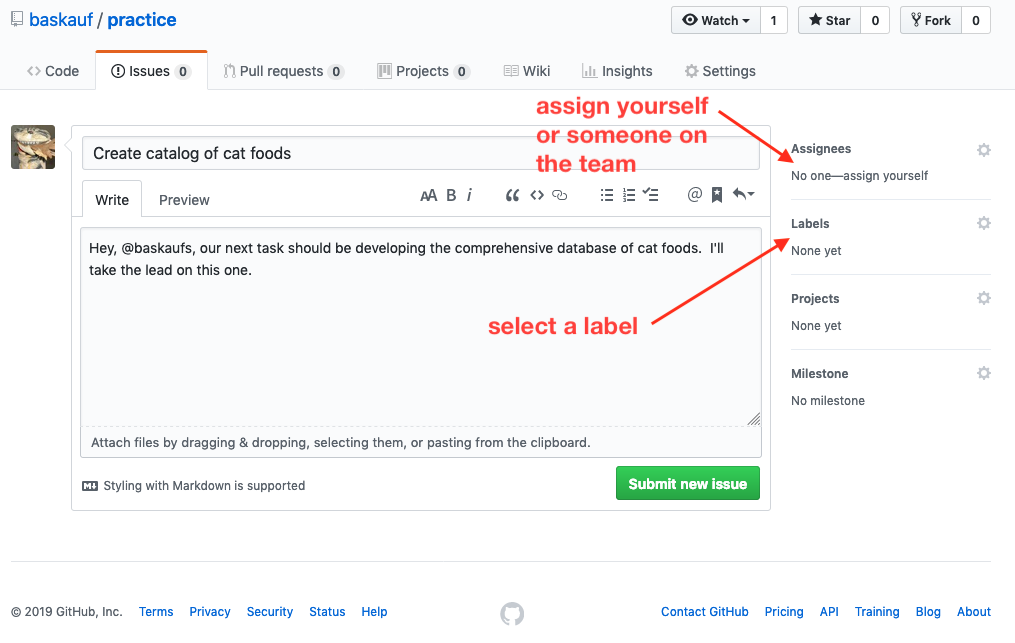 baskauf / practice
Watch 1 Star 0 Fork 0
Code Issues 0 Pull requests 0 Projects 0 Wiki Insights Settings
assign yourself
or someone on
the team
Create catalog of cat foods
Write Preview
AA B i
Hey, @baskaufs, our next task should be developing the comprehensive database of cat foods.  I'll
take the lead on this one.
select a label
Attach files by dragging & dropping, selecting them, or pasting from the clipboard.
Styling with Markdown is supported
Submit new issue
Assignees
No one—assign yourself
Labels
None yet
Projects
None yet
Milestone
No milestone
© 2019 GitHub, Inc. Terms Privacy Security Status Help Contact GitHub Pricing API Training Blog About